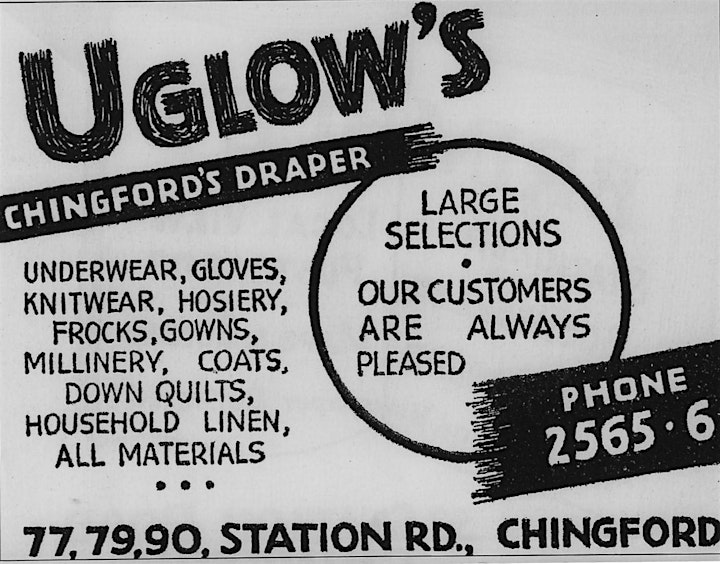 UGLOW'S
CHINGFORD'S DRAPER
UNDERWEAR, GLOVES,
KNITWEAR, HOSIERY,
FROCKS, GOWNS,
MILLINERY, COATS,
DOWN QUILTS,
HOUSEHOLD LINEN,
ALL MATERIALS
• • •
LARGE
SELECTIONS
•
OUR CUSTOMERS
ARE ALWAYS
PLEASED
PHONE
2565·6
77, 79, 90, STATION RD., CHINGFORD